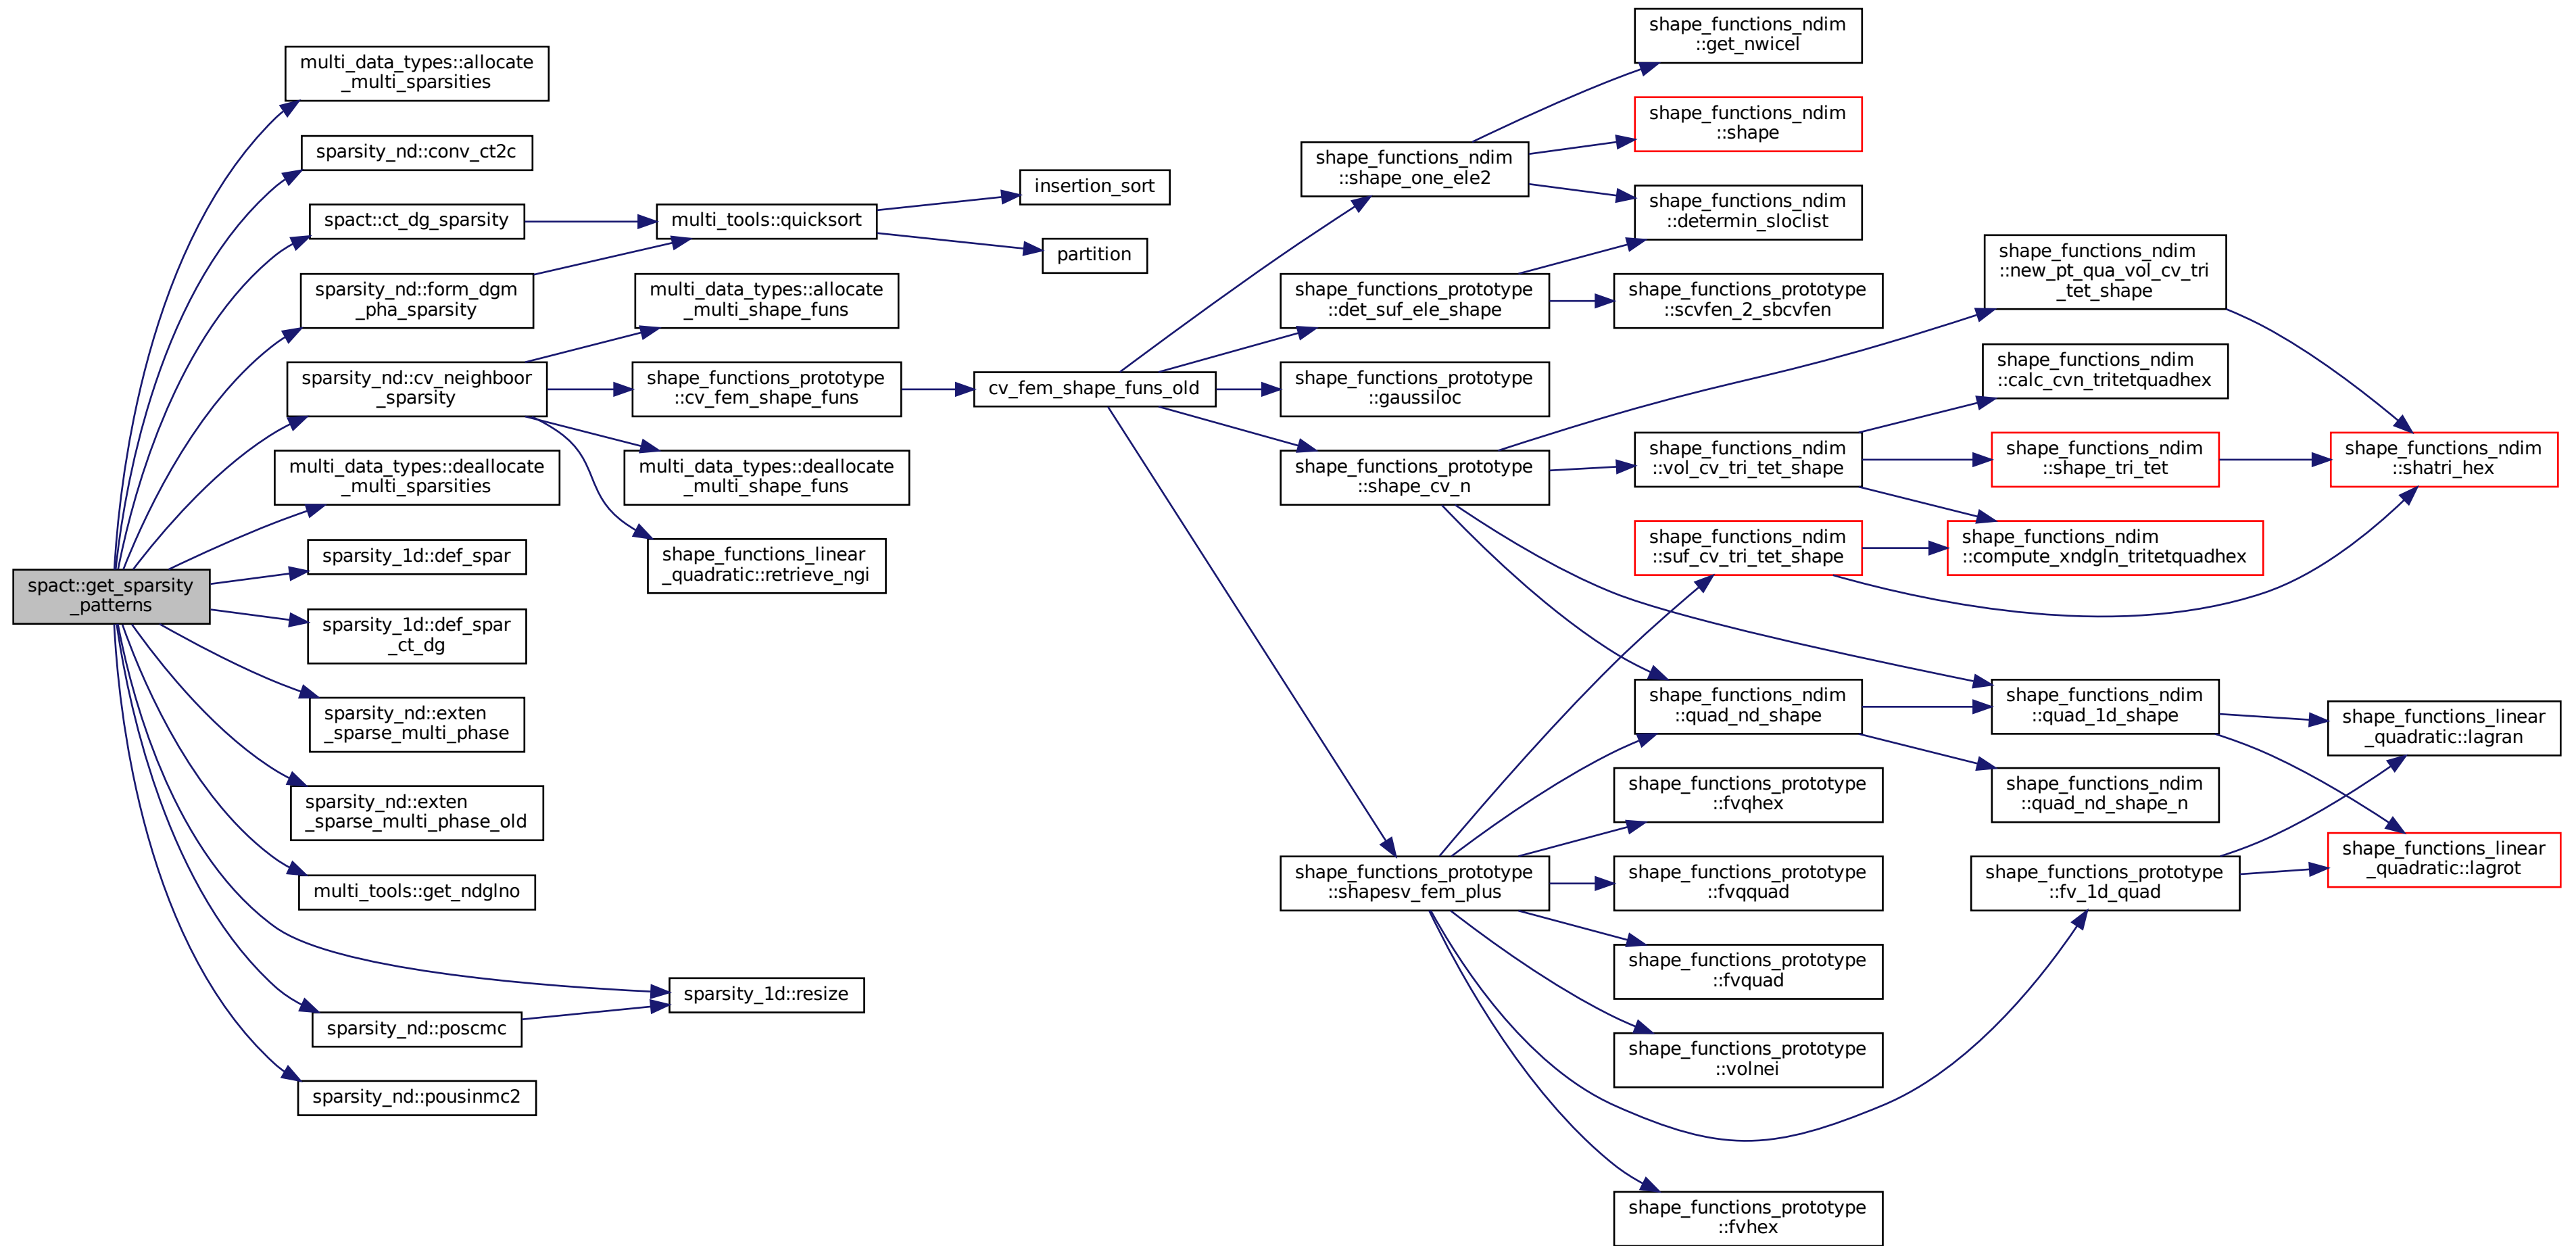 spact::get_sparsity
_patterns
multi_data_types::allocate
_multi_sparsities
sparsity_nd::conv_ct2c
spact::ct_dg_sparsity
sparsity_nd::form_dgm
_pha_sparsity
sparsity_nd::cv_neighboor
_sparsity
multi_data_types::deallocate
_multi_sparsities
sparsity_1d::def_spar
sparsity_1d::def_spar
_ct_dg
sparsity_nd::exten
_sparse_multi_phase
sparsity_nd::exten
_sparse_multi_phase_old
multi_tools::get_ndglno
sparsity_nd::poscmc
sparsity_nd::pousinmc2
multi_tools::quicksort
multi_data_types::allocate
_multi_shape_funs
shape_functions_prototype
::cv_fem_shape_funs
multi_data_types::deallocate
_multi_shape_funs
shape_functions_linear
_quadratic::retrieve_ngi
sparsity_1d::resize
insertion_sort
partition
cv_fem_shape_funs_old
shape_functions_ndim
::shape_one_ele2
shape_functions_prototype
::det_suf_ele_shape
shape_functions_prototype
::gaussiloc
shape_functions_prototype
::shape_cv_n
shape_functions_prototype
::shapesv_fem_plus
shape_functions_ndim
::get_nwicel
shape_functions_ndim
::shape
shape_functions_ndim
::determin_sloclist
shape_functions_prototype
::scvfen_2_sbcvfen
shape_functions_ndim
::vol_cv_tri_tet_shape
shape_functions_ndim
::suf_cv_tri_tet_shape
shape_functions_ndim
::quad_nd_shape
shape_functions_prototype
::fvqhex
shape_functions_prototype
::fvqquad
shape_functions_prototype
::fvquad
shape_functions_prototype
::volnei
shape_functions_prototype
::fvhex
shape_functions_ndim
::new_pt_qua_vol_cv_tri
_tet_shape
shape_functions_ndim
::calc_cvn_tritetquadhex
shape_functions_ndim
::shape_tri_tet
shape_functions_ndim
::compute_xndgln_tritetquadhex
shape_functions_ndim
::quad_1d_shape
shape_functions_ndim
::quad_nd_shape_n
shape_functions_prototype
::fv_1d_quad
shape_functions_ndim
::shatri_hex
shape_functions_linear
_quadratic::lagran
shape_functions_linear
_quadratic::lagrot